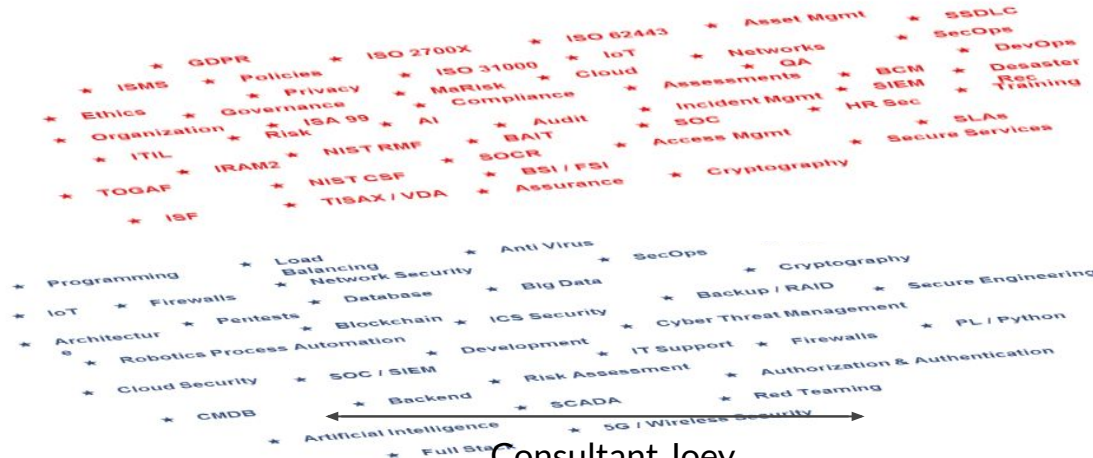 GDPR
ISO 2700X
ISO 62443
Asset Mgmt
SSDLC
ISMS
Policies
ISO 31000
IoT
Networks
SecOps
Ethics
Privacy
MaRisk
Cloud
QA
DevOps
Governance
Compliance
Assessments
BCM
Desaster
Rec
Organization
ISA 99
AI
Audit
Incident Mgmt
SIEM
Training
Risk
BAIT
SOC
HR Sec
ITIL
NIST RMF
SOCR
Access Mgmt
SLAs
IRAM2
BSI / FSI
Secure Services
TOGAF
NIST CSF
Assurance
Cryptography
ISF
TISAX / VDA
Programming
Load
Balancing
Anti Virus
SecOps
Cryptography
IoT
Firewalls
Network Security
Big Data
Backup / RAID
Secure Engineering
Architectur
e
Pentests
Database
ICS Security
Cyber Threat Management
PL / Python
Robotics Process Automation
Blockchain
Development
IT Support
Firewalls
Cloud Security
SOC / SIEM
Risk Assessment
Authorization & Authentication
CMDB
Backend
SCADA
Red Teaming
Artificial Intelligence
5G / Wireless Security
Full Stack
Consultant Joey